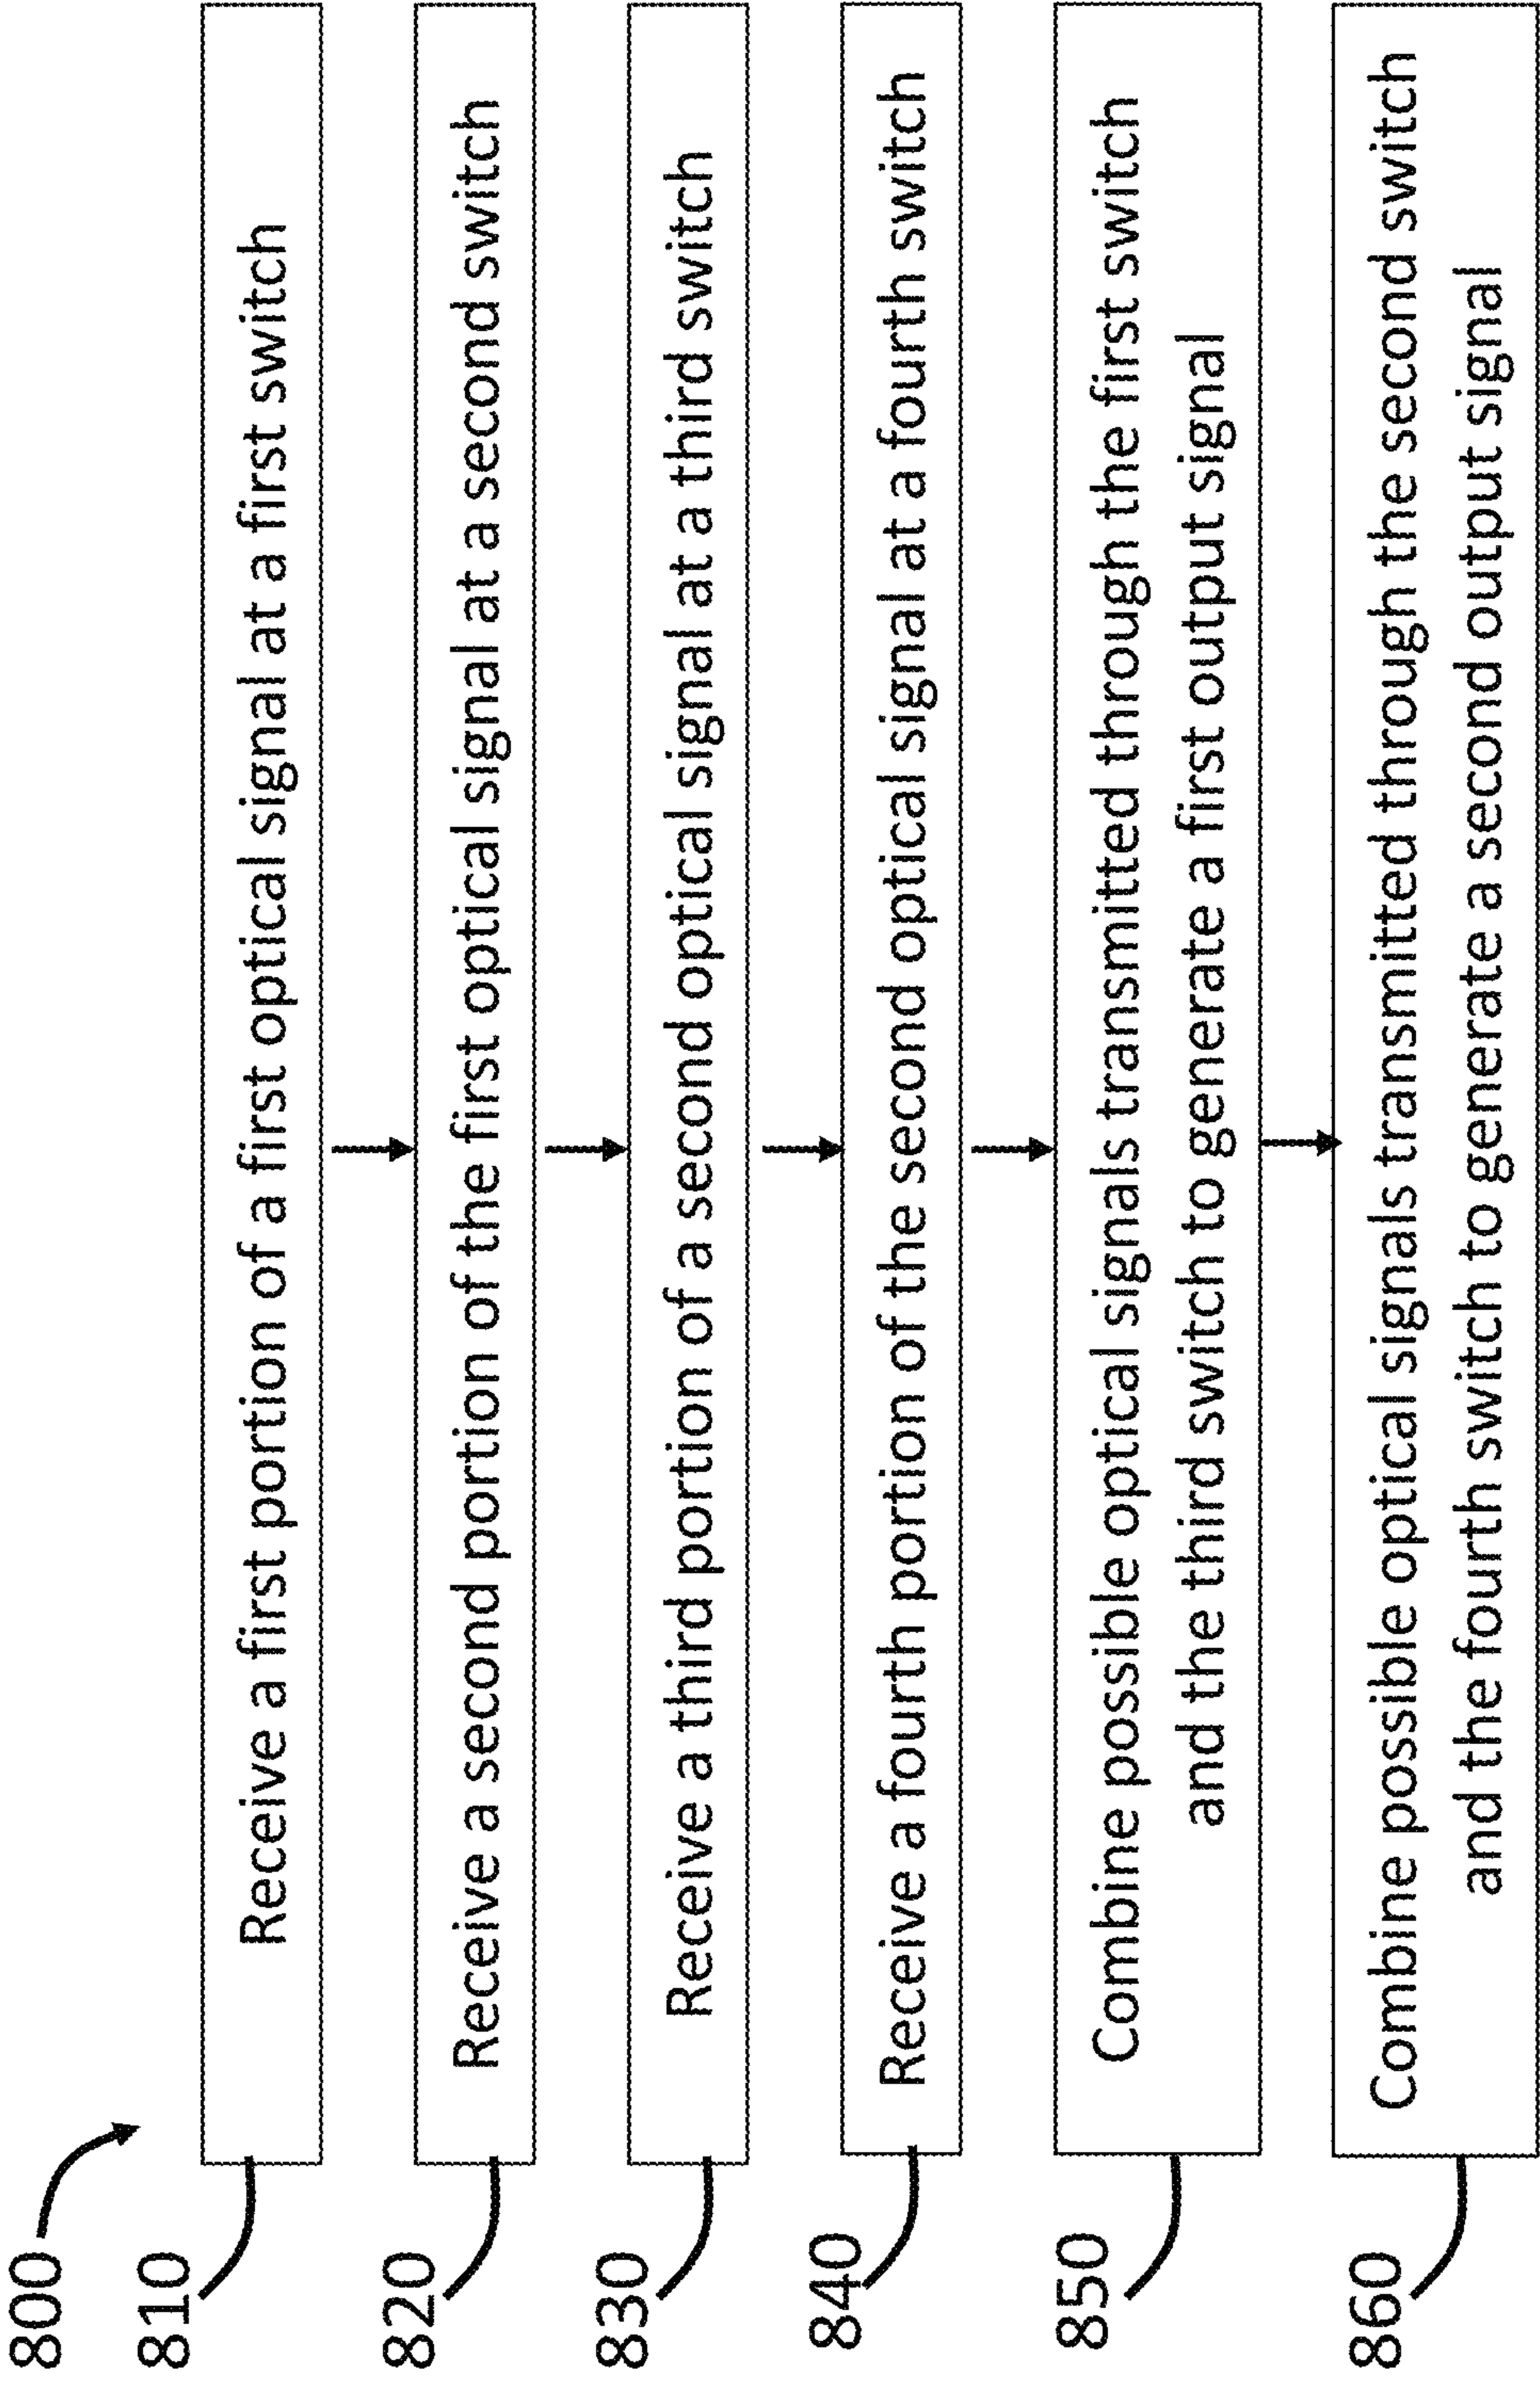 800
810
Receive a first portion of a first optical signal at a first switch
820
Receive a second portion of the first optical signal at a second switch
830
Receive a third portion of a second optical signal at a third switch
840
Receive a fourth portion of the second optical signal at a fourth switch
850
Combine possible optical signals transmitted through the first switch
and the third switch to generate a first output signal
860
Combine possible optical signals transmitted through the second switch
and the fourth switch to generate a second output signal